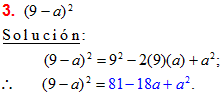 3. (9 – a)²
Solución:
(9 – a)² = 9² – 2(9)(a) + a²;
∴ (9 – a)² = 81 – 18a + a².